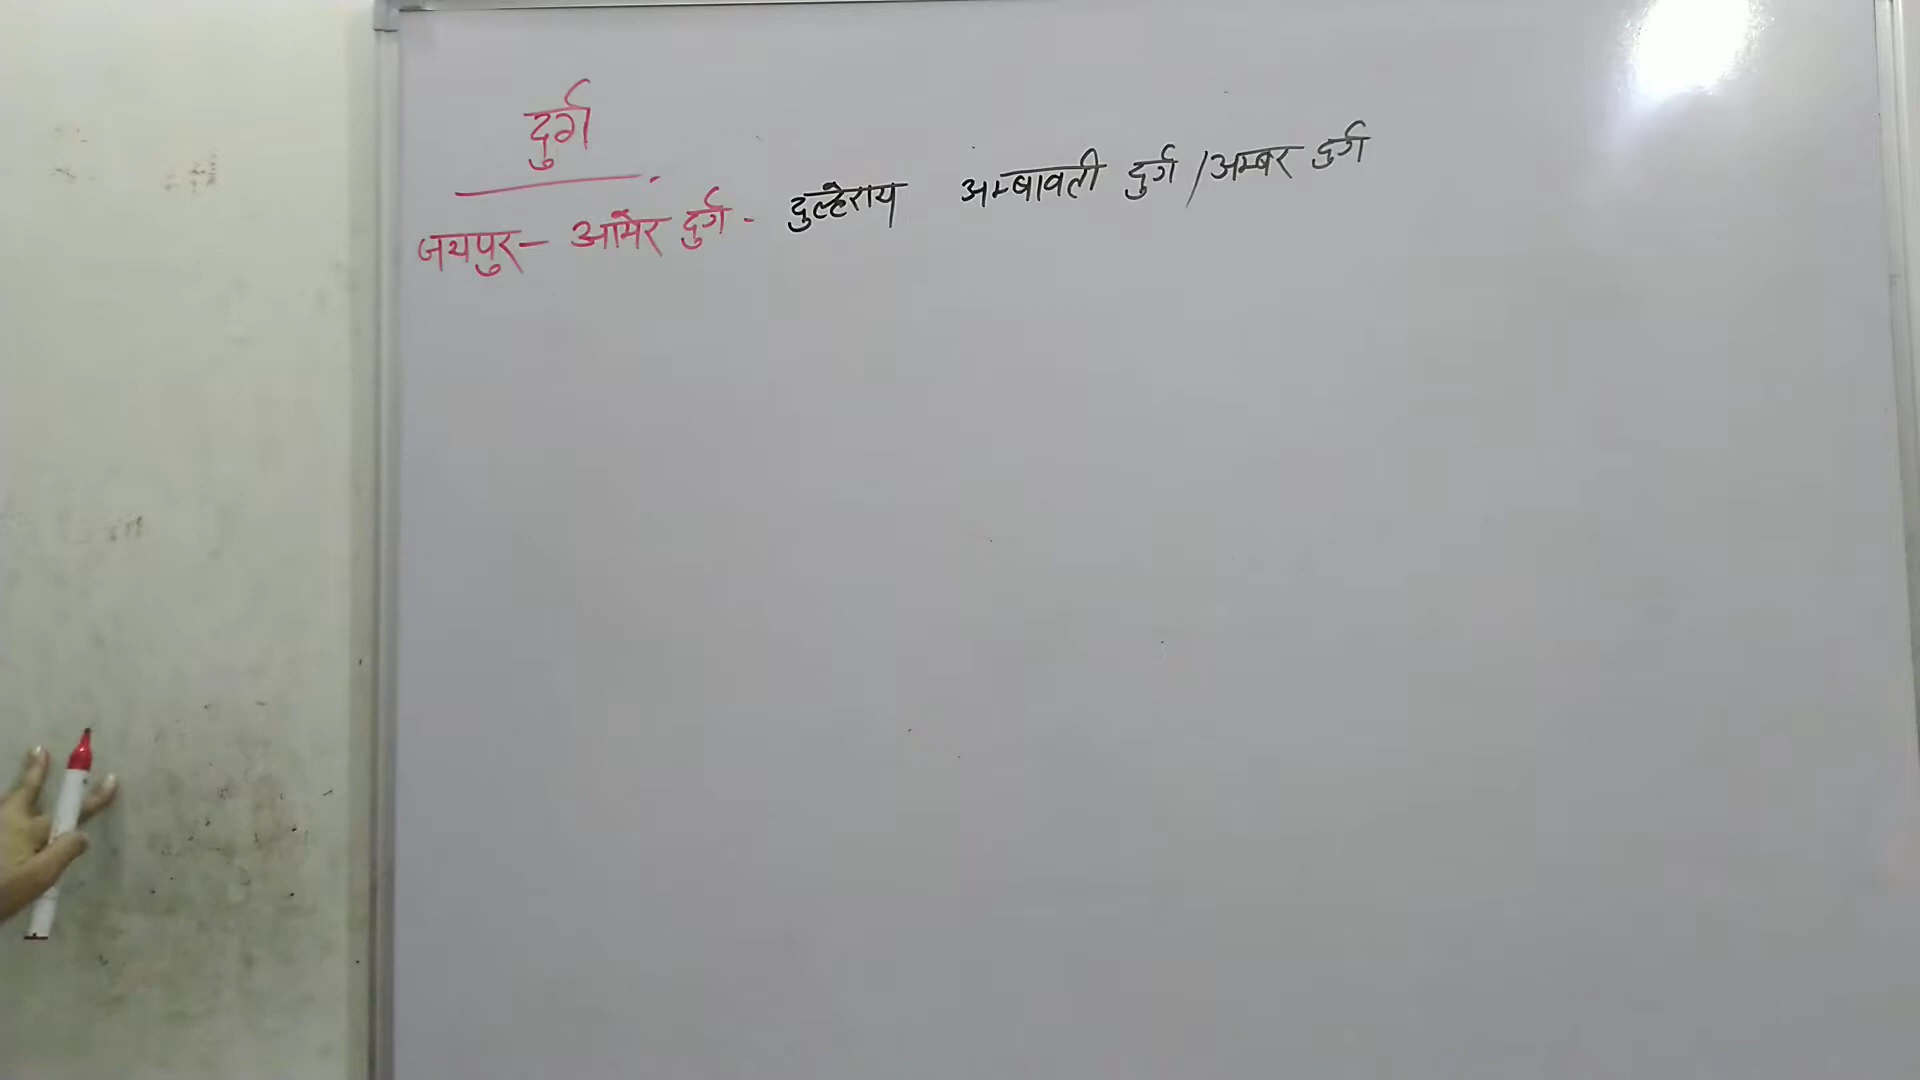 दुर्ग
जयपुर - आमेर दुर्ग - दुल्हेराय अम्बावती दुर्ग / अम्बर दुर्ग